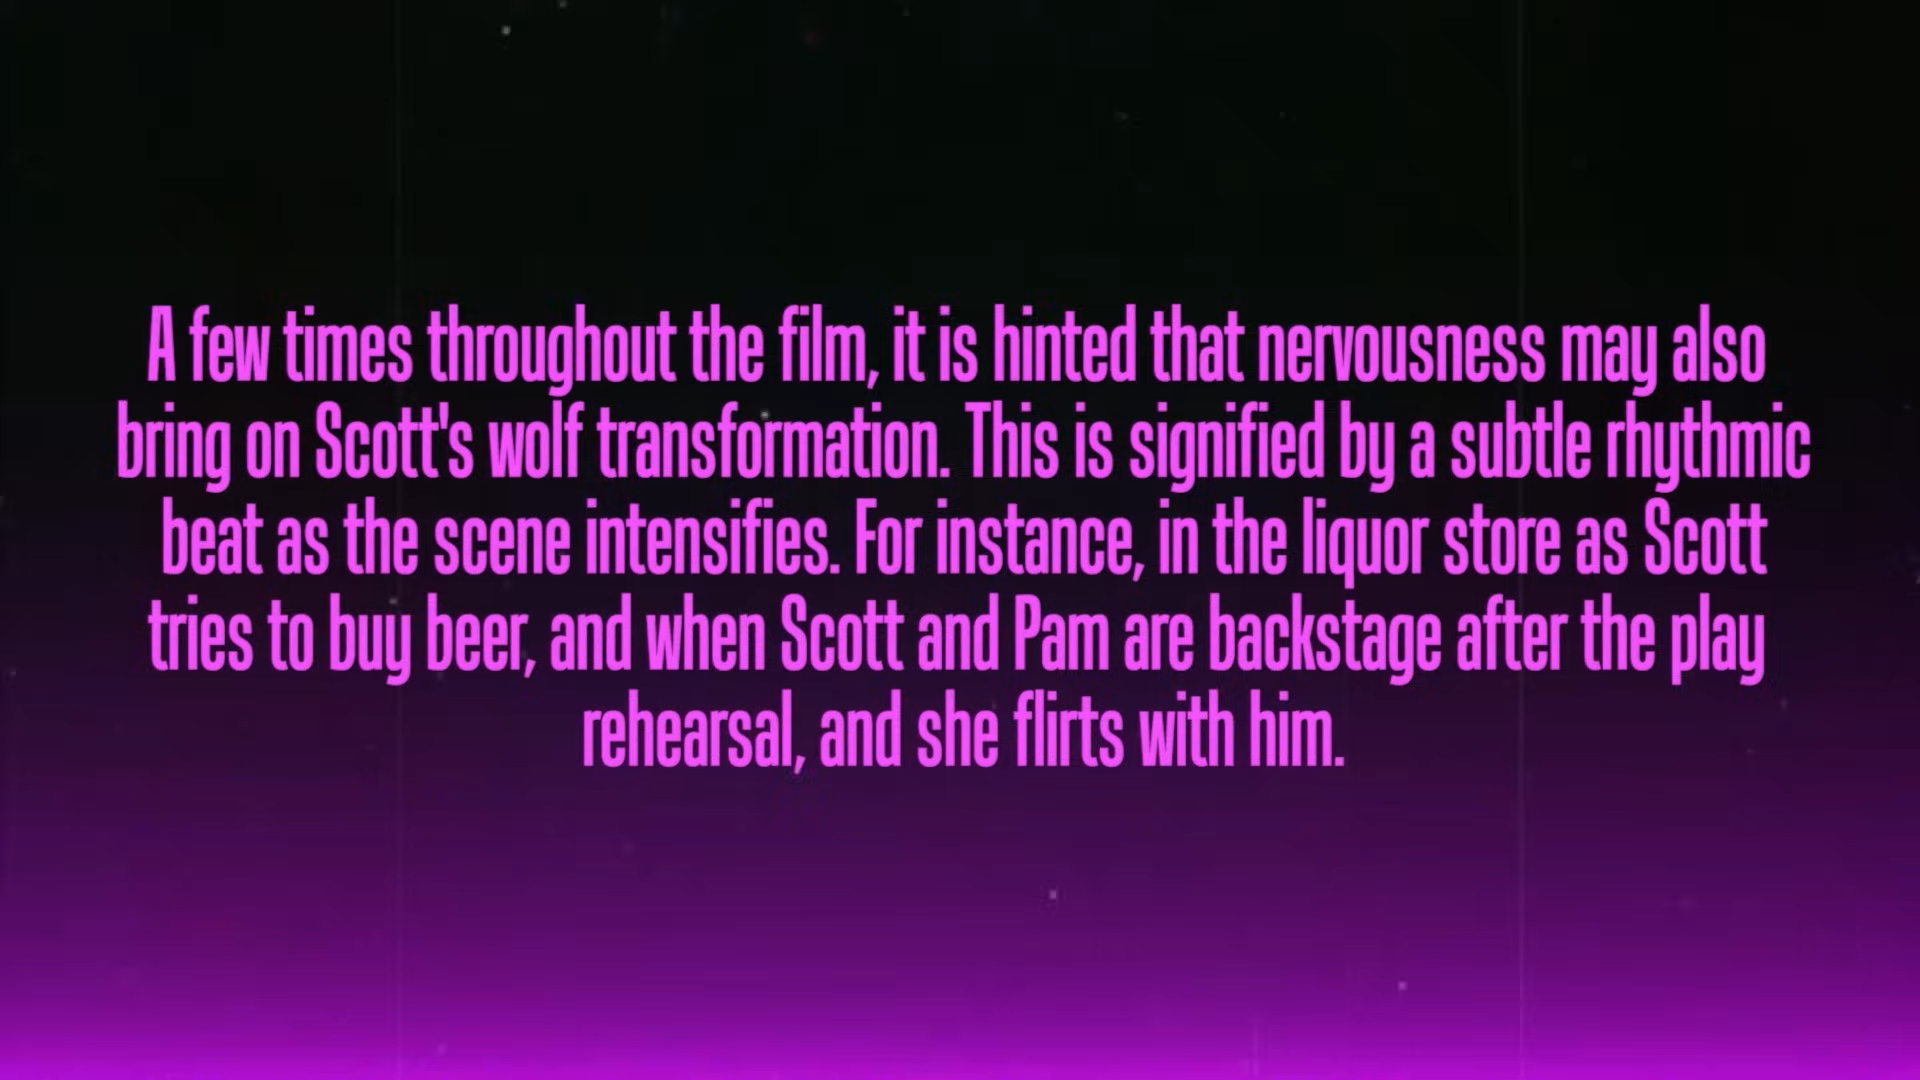 A few times throughout the film, it is hinted that nervousness may also
bring on Scott's wolf transformation. This is signified by a subtle rhythmic
beat as the scene intensifies. For instance, in the liquor store as Scott
tries to buy beer, and when Scott and Pam are backstage after the play
rehearsal, and she flirts with him.